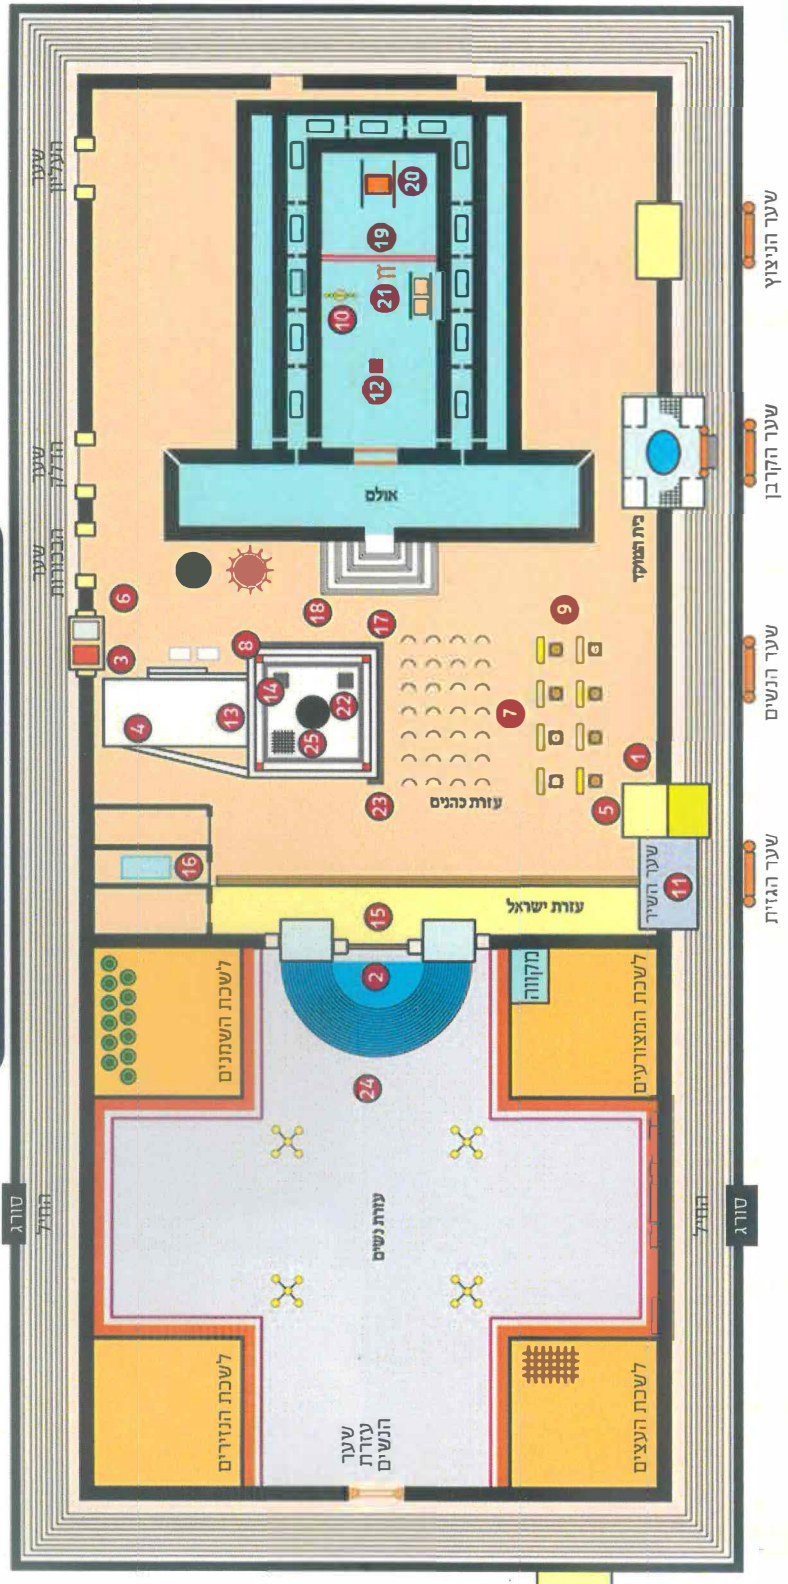 שער
העליון
שער
הדלק
שער
הבכורות
סורג
החיל
6
3
4
16
לשכת השמנים
לשכת הנזירים
8
14
13
18
10
20
19
21
12
אולם
17
22
25
23
15
2
24
עזרת נשים
שער
עזרת
הנשים
7
עזרת כהנים
9
עזרת ישראל
מקווה
לשכת המצורעים
לשכת העצים
בית המוקד
1
5
שער השיר
11
החיל
סורג
שער הניצוץ
שער הקרבן
שער הנשים
שער הגזית